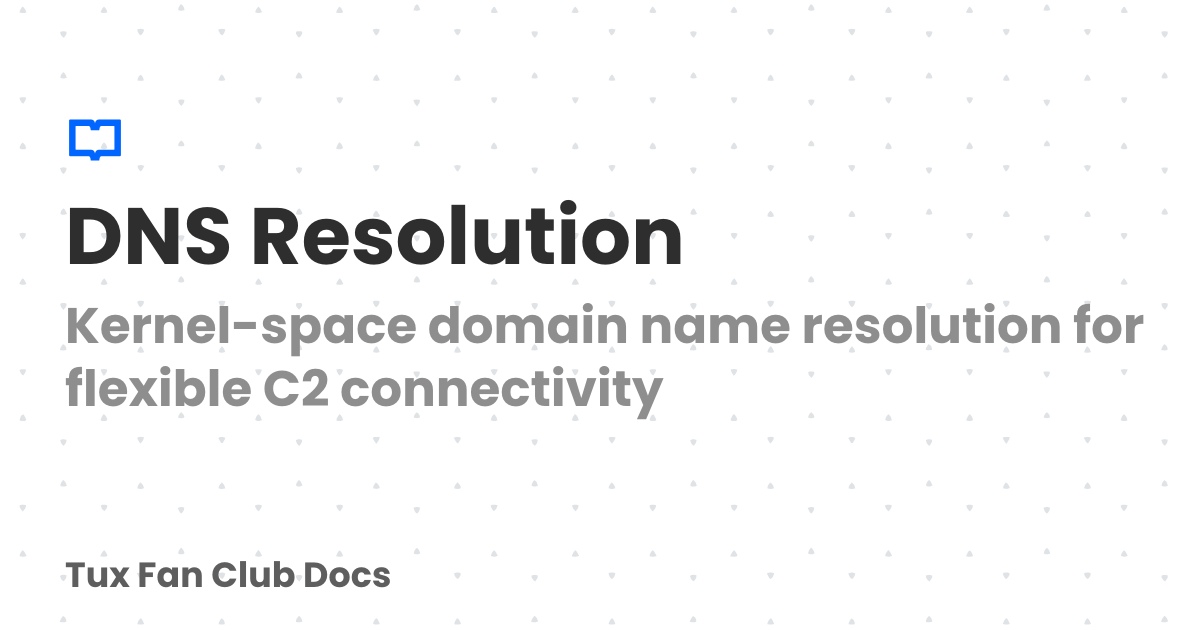 DNS Resolution
Kernel-space domain name resolution for
flexible C2 connectivity
Tux Fan Club Docs